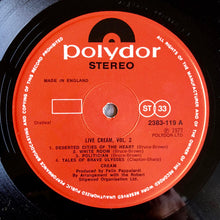 polydor
STEREO
MADE IN ENGLAND
ST 33
2383-119 A
℗ 1972
POLYDOR LTD.
LIVE CREAM, VOL. 2
1. DESERTED CITIES OF THE HEART (Bruce-Brown)
2. WHITE ROOM (Bruce-Brown)
3. POLITICIAN (Bruce-Brown)
4. TALES OF BRAVE ULYSSES (Clapton-Sharp)
CREAM
Produced by Felix Pappalardi
By arrangement with the Robert
Stigwood Organisation Ltd.